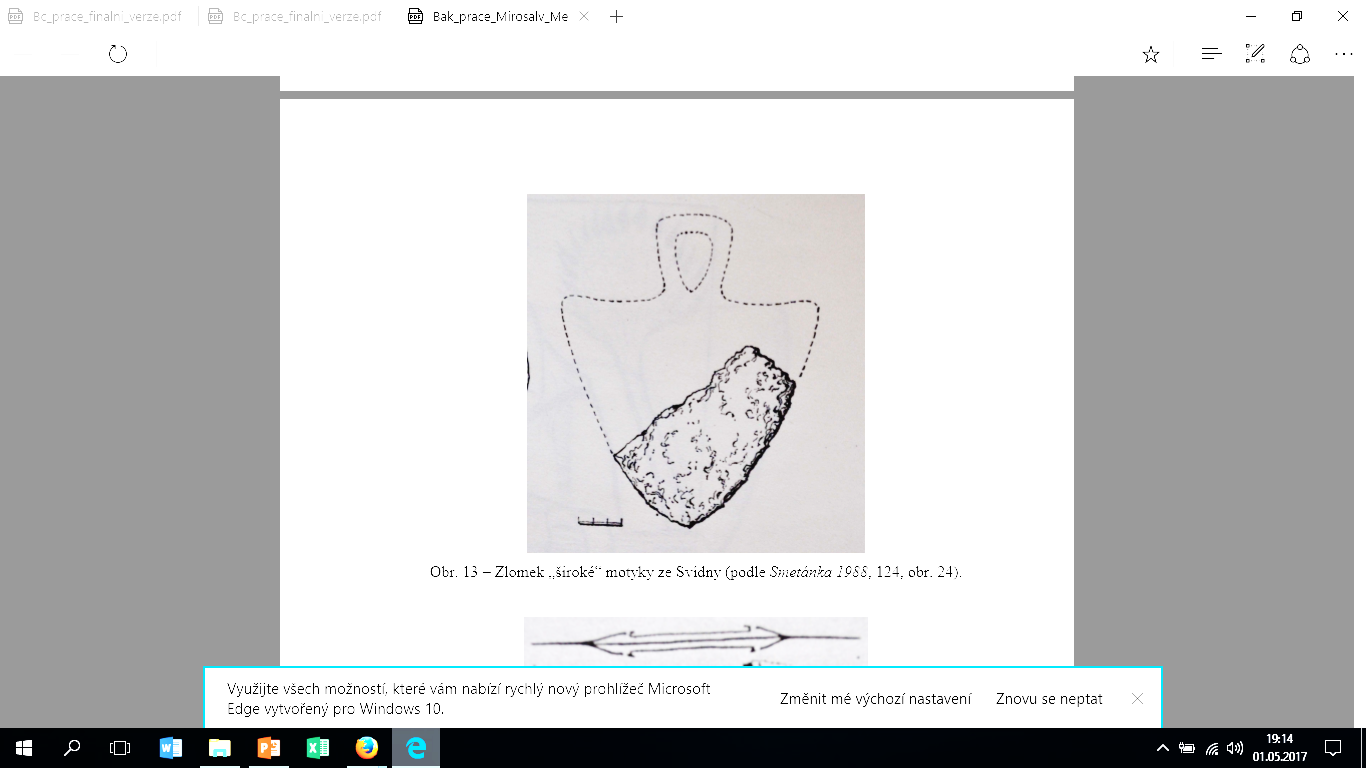 Bc_prace_finalni_verze.pdf
Bc_prace_finalni_verze.pdf
Bak_prace_Mirosalv_Me
Obr. 13 – Zlomek „široké“ motyky ze Svídny (podle Smetánka 1988, 124, obr. 24).
Využijte všech možností, které vám nabízí rychlý nový prohlížeč Microsoft
Edge vytvořený pro Windows 10.
Změnit mé výchozí nastavení
Znovu se neptat
19:14
01.05.2017